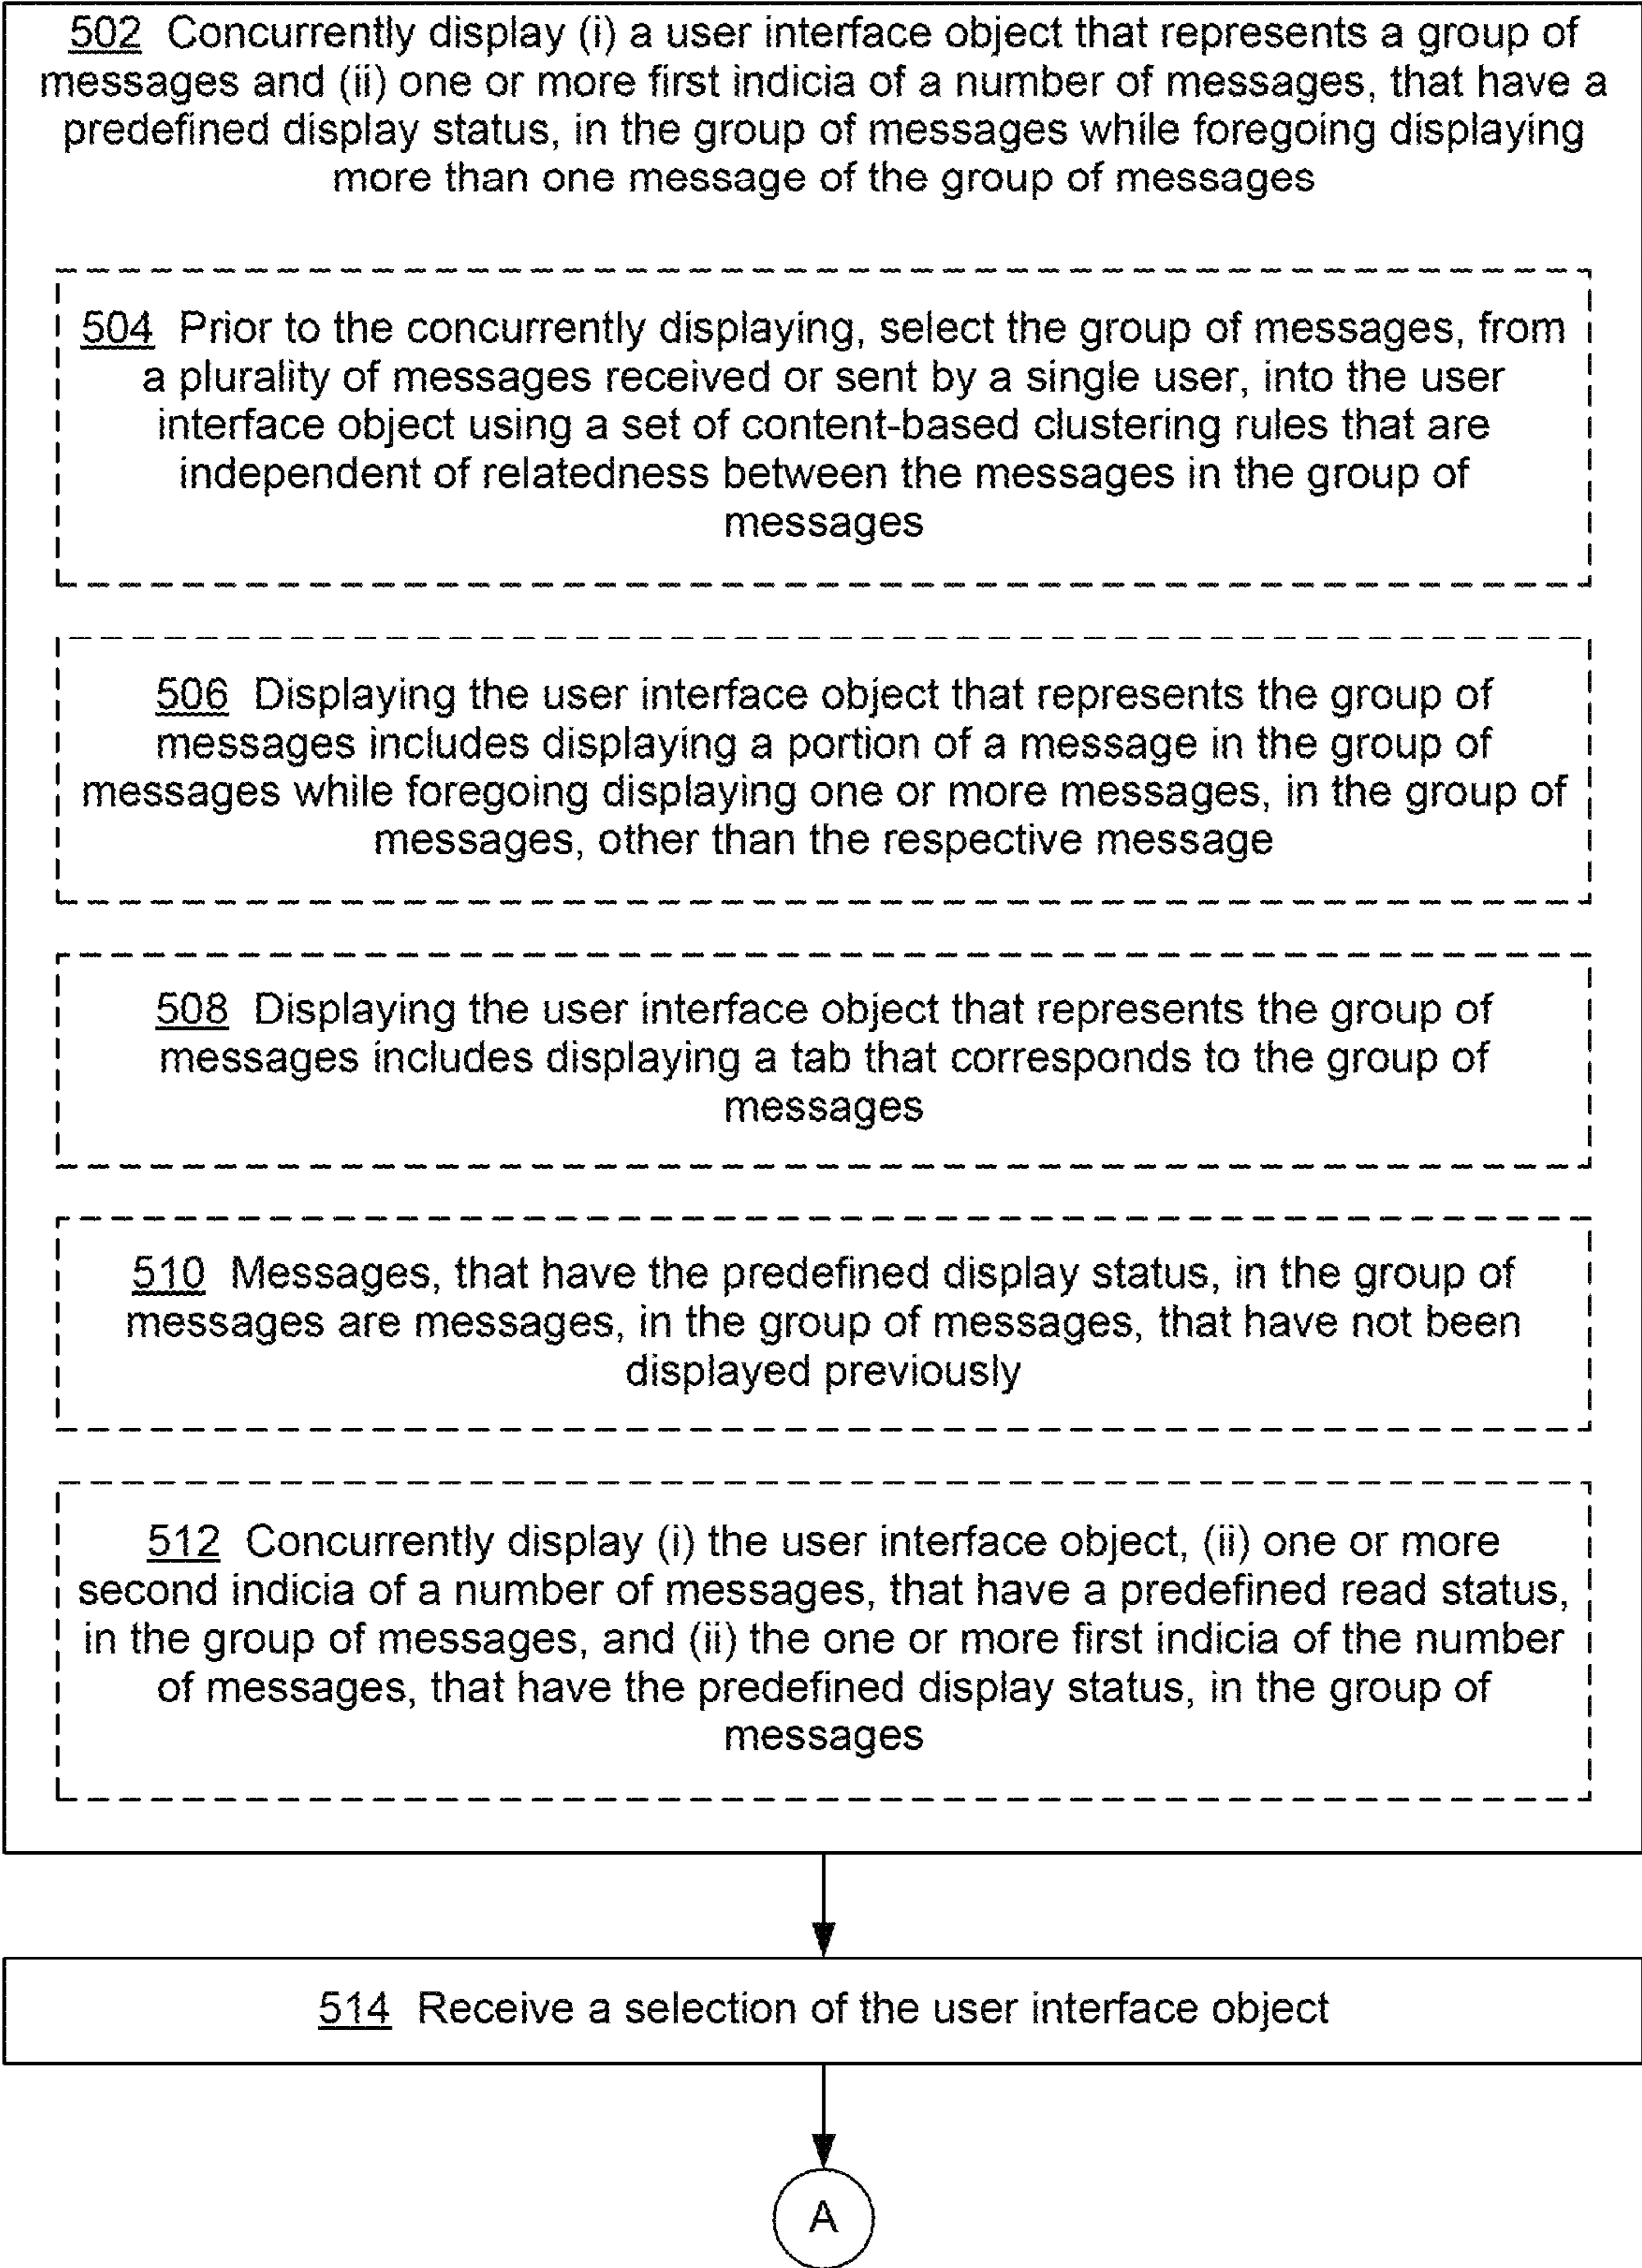 502 Concurrently display (i) a user interface object that represents a group of
messages and (ii) one or more first indicia of a number of messages, that have a
predefined display status, in the group of messages while foregoing displaying
more than one message of the group of messages
504 Prior to the concurrently displaying, select the group of messages, from
a plurality of messages received or sent by a single user, into the user
interface object using a set of content-based clustering rules that are
independent of relatedness between the messages in the group of
messages
506 Displaying the user interface object that represents the group of
messages includes displaying a portion of a message in the group of
messages while foregoing displaying one or more messages, in the group of
messages, other than the respective message
508 Displaying the user interface object that represents the group of
messages includes displaying a tab that corresponds to the group of
messages
510 Messages, that have the predefined display status, in the group of
messages are messages, in the group of messages, that have not been
displayed previously
512 Concurrently display (i) the user interface object, (ii) one or more
second indicia of a number of messages, that have a predefined read status,
in the group of messages, and (ii) the one or more first indicia of the number
of messages, that have the predefined display status, in the group of
messages
514 Receive a selection of the user interface object
A